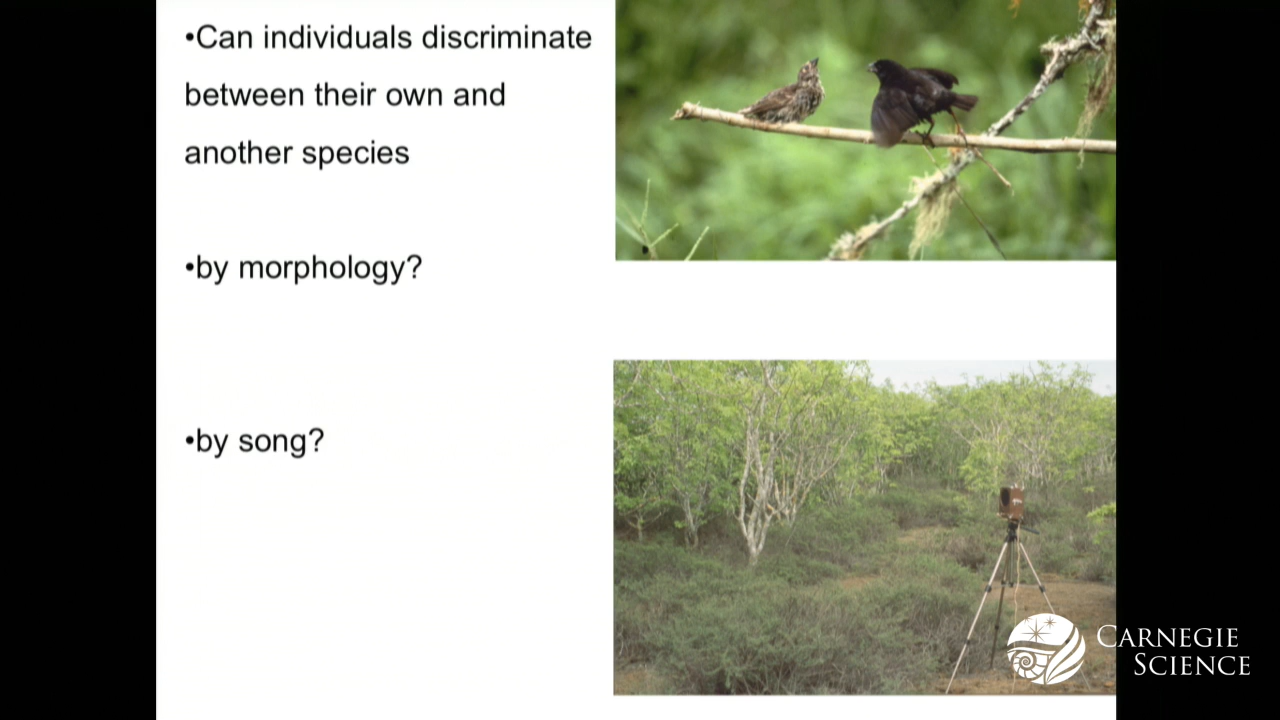 •Can individuals discriminate
between their own and
another species
•by morphology?
•by song?
CARNEGIE
SCIENCE